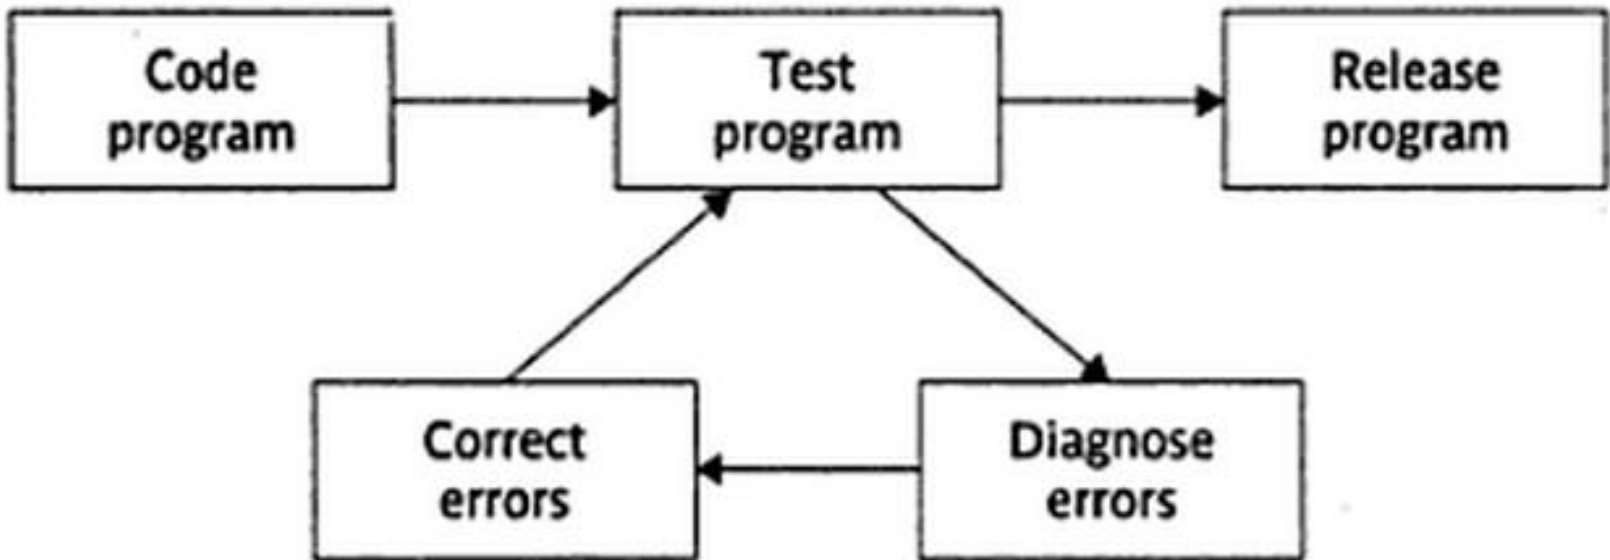 Code
program
Test
program
Release
program
Correct
errors
Diagnose
errors